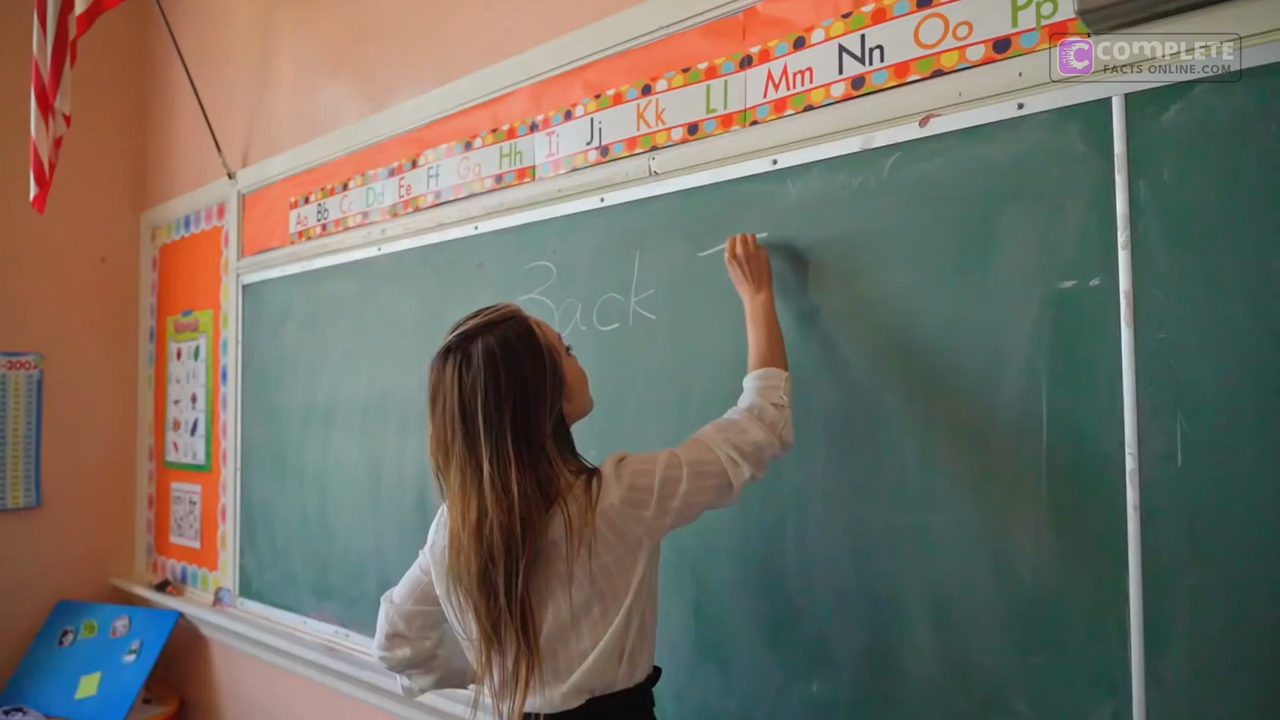 COMPLETE
FACTS ONLINE.COM
Aa Bb Cc Dd Ee Ff Gg Hh Ii Jj Kk Ll Mm Nn Oo Pp
Back
-200